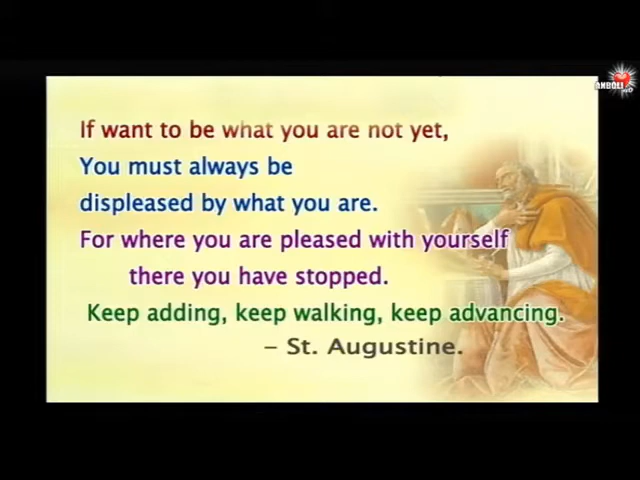 ANBOLI
If want to be what you are not yet,
You must always be
displeased by what you are.
For where you are pleased with yourself
there you have stopped.
Keep adding, keep walking, keep advancing.
– St. Augustine.